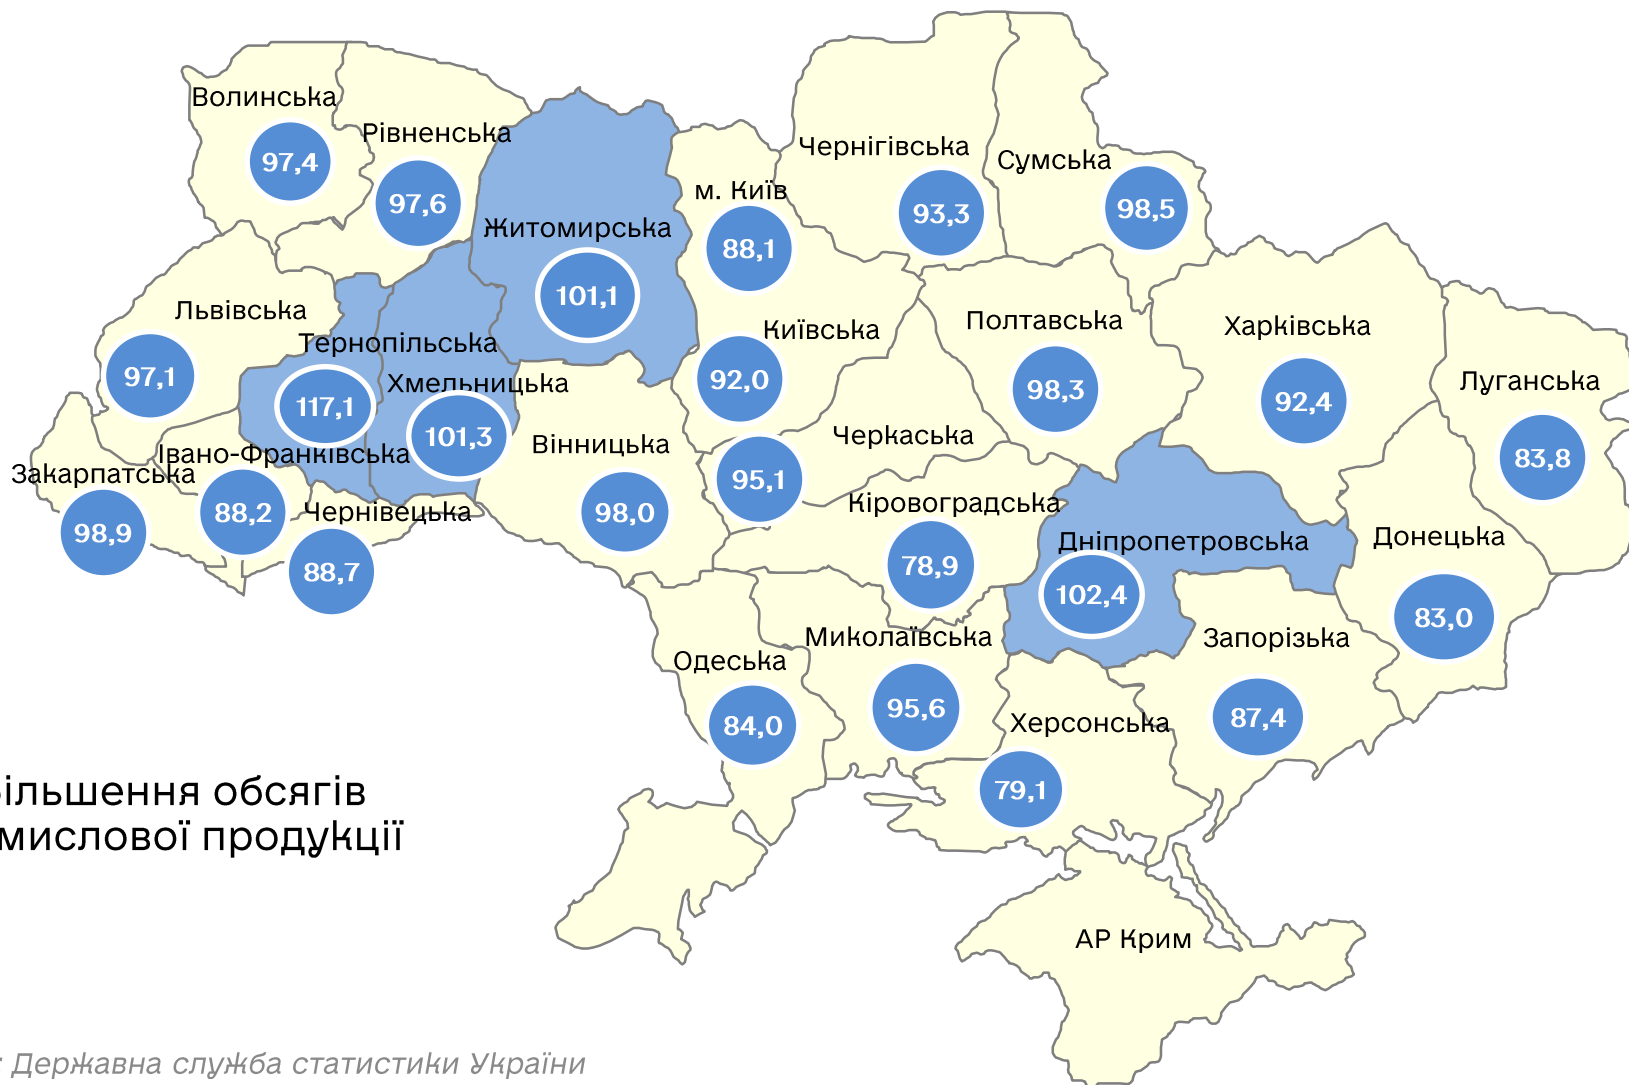 Волинська
97,4
Рівненська
97,6
Житомирська
101,1
м. Київ
88,1
Чернігівська
93,3
Сумська
98,5
Львівська
97,1
Тернопільська
117,1
Хмельницька
101,3
Київська
92,0
Полтавська
98,3
Харківська
92,4
Луганська
83,8
Закарпатська
98,9
Івано-Франківська
88,2
Чернівецька
88,7
Вінницька
98,0
Черкаська
95,1
Кіровоградська
78,9
Дніпропетровська
102,4
Донецька
83,0
Одеська
84,0
Миколаївська
95,6
Херсонська
79,1
Запорізька
87,4
АР Крим
більшення обсягів
мислової продукції
: Державна служба статистики України